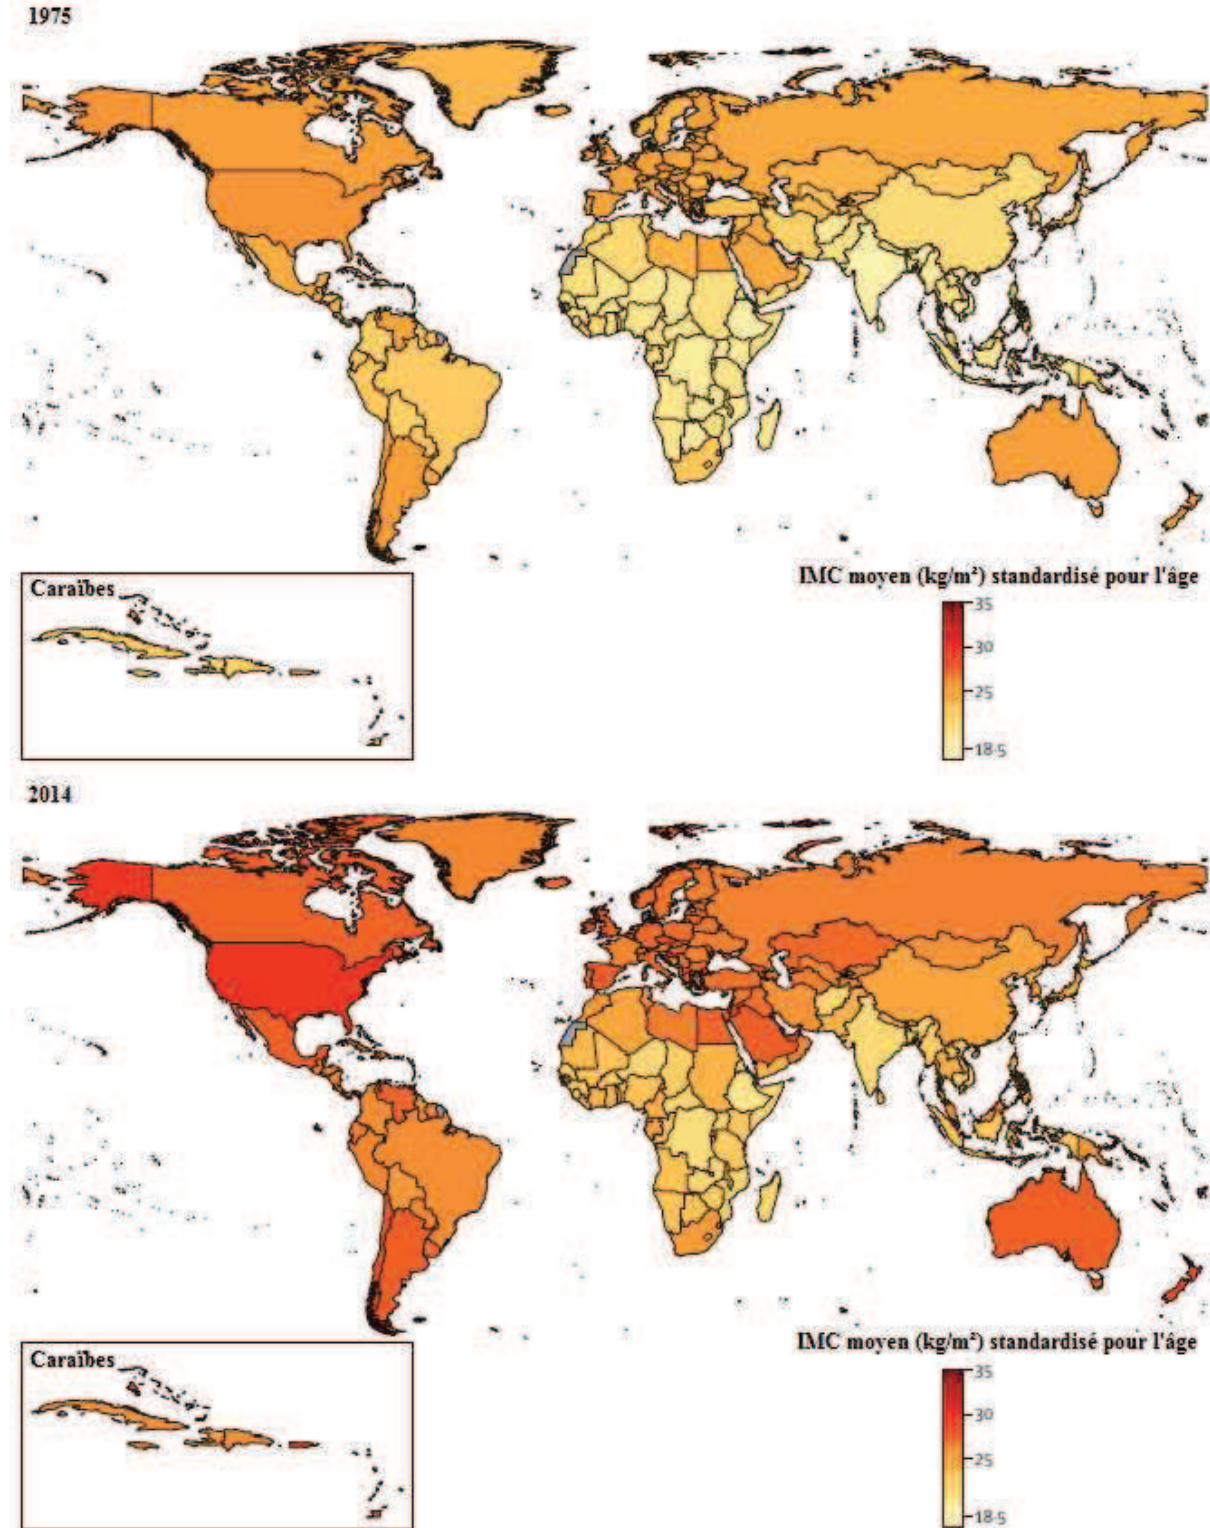 1975
Caraïbes
IMC moyen (kg/m²) standardisé pour l'âge
35
30
25
18·5
2014
Caraïbes
IMC moyen (kg/m²) standardisé pour l'âge
35
30
25
18·5